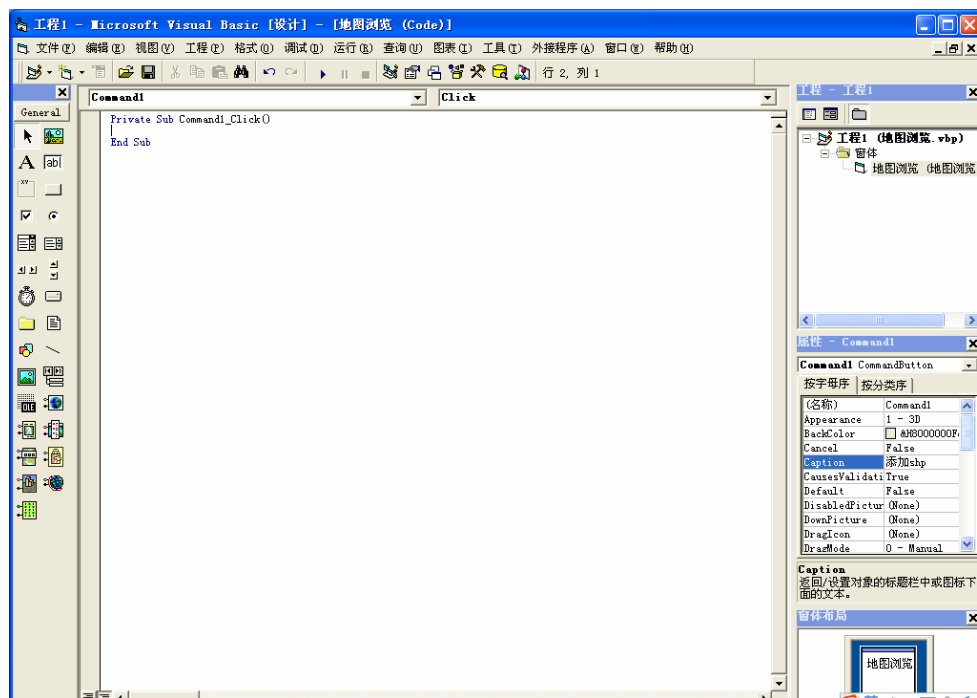 工程1 - Microsoft Visual Basic [设计] - [地图浏览 (Code)]
文件(F) 编辑(E) 视图(V) 工程(P) 格式(O) 调试(D) 运行(R) 查询(U) 图表(I) 工具(T) 外接程序(A) 窗口(W) 帮助(H)
行 2, 列 1
General
A
ab
XY
OLE
Command1
Click
Private Sub Command1_Click()
End Sub
工程 - 工程1
工程1 (地图浏览.vbp)
窗体
地图浏览 (地图浏览
属性 - Command1
Command1 CommandButton
按字母序 按分类序
(名称) Command1
Appearance 1 - 3D
BackColor &H8000000F
Cancel False
Caption 添加shp
CausesValidati True
Default False
DisabledPictur (None)
DownPicture (None)
DragIcon (None)
DragMode 0 - Manual
Caption
返回/设置对象的标题栏中或图标下
面的文本。
窗体布局
地图浏览